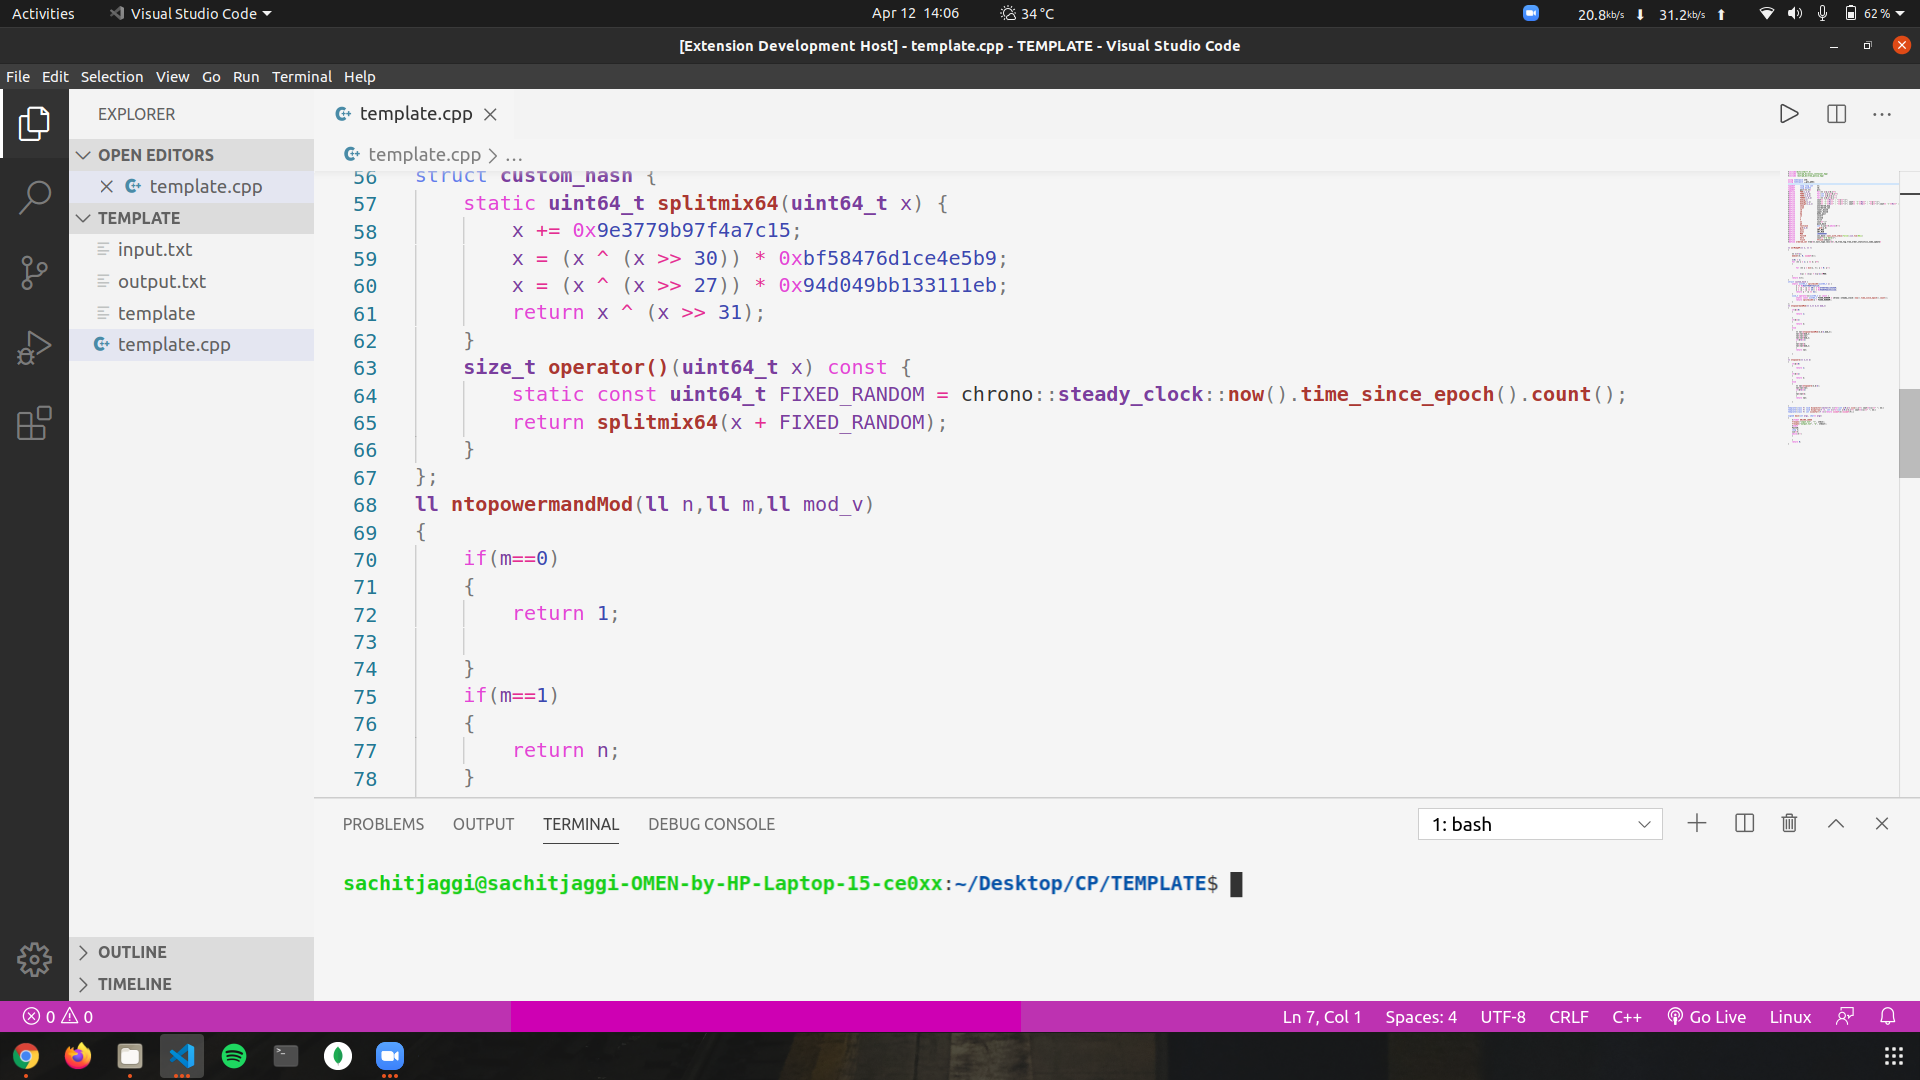 Activities Visual Studio Code Apr 12 14:06 34 °C 20.8kb/s 31.2kb/s 62 %
[Extension Development Host] - template.cpp - TEMPLATE - Visual Studio Code
File Edit Selection View Go Run Terminal Help
EXPLORER
OPEN EDITORS
template.cpp
TEMPLATE
input.txt
output.txt
template
template.cpp
OUTLINE
TIMELINE
template.cpp
template.cpp > ...
56 struct custom_hash {
57 static uint64_t splitmix64(uint64_t x) {
58 x += 0x9e3779b97f4a7c15;
59 x = (x ^ (x >> 30)) * 0xbf58476d1ce4e5b9;
60 x = (x ^ (x >> 27)) * 0x94d049bb133111eb;
61 return x ^ (x >> 31);
62 }
63 size_t operator()(uint64_t x) const {
64 static const uint64_t FIXED_RANDOM = chrono::steady_clock::now().time_since_epoch().count();
65 return splitmix64(x + FIXED_RANDOM);
66 }
67 };
68 ll ntopowermandMod(ll n,ll m,ll mod_v)
69 {
70 if(m==0)
71 {
72 return 1;
73
74 }
75 if(m==1)
76 {
77 return n;
78 }
PROBLEMS OUTPUT TERMINAL DEBUG CONSOLE 1: bash
sachitjaggi@sachitjaggi-OMEN-by-HP-Laptop-15-ce0xx:~/Desktop/CP/TEMPLATE$
0 0 Ln 7, Col 1 Spaces: 4 UTF-8 CRLF C++ Go Live Linux